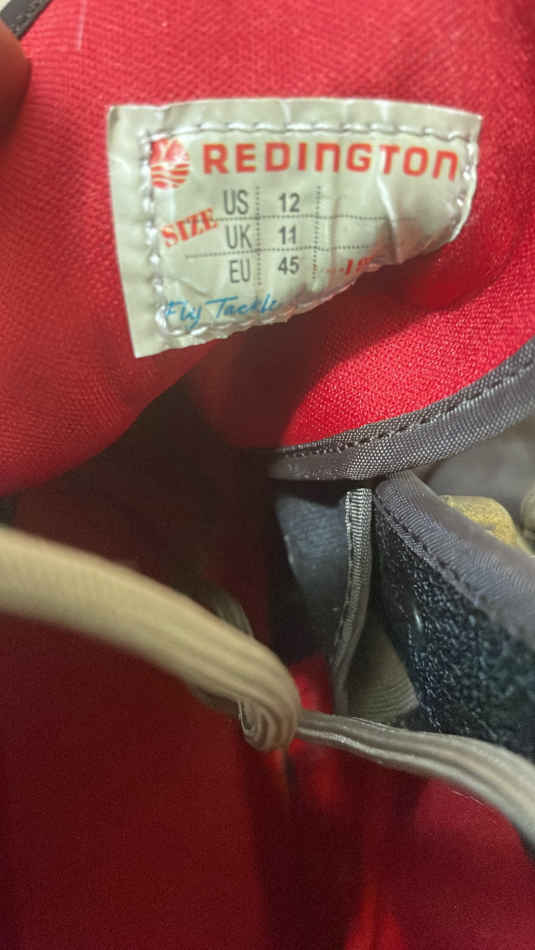 REDINGTON
SIZE
US 12
UK 11
EU 45
Fly Tackle